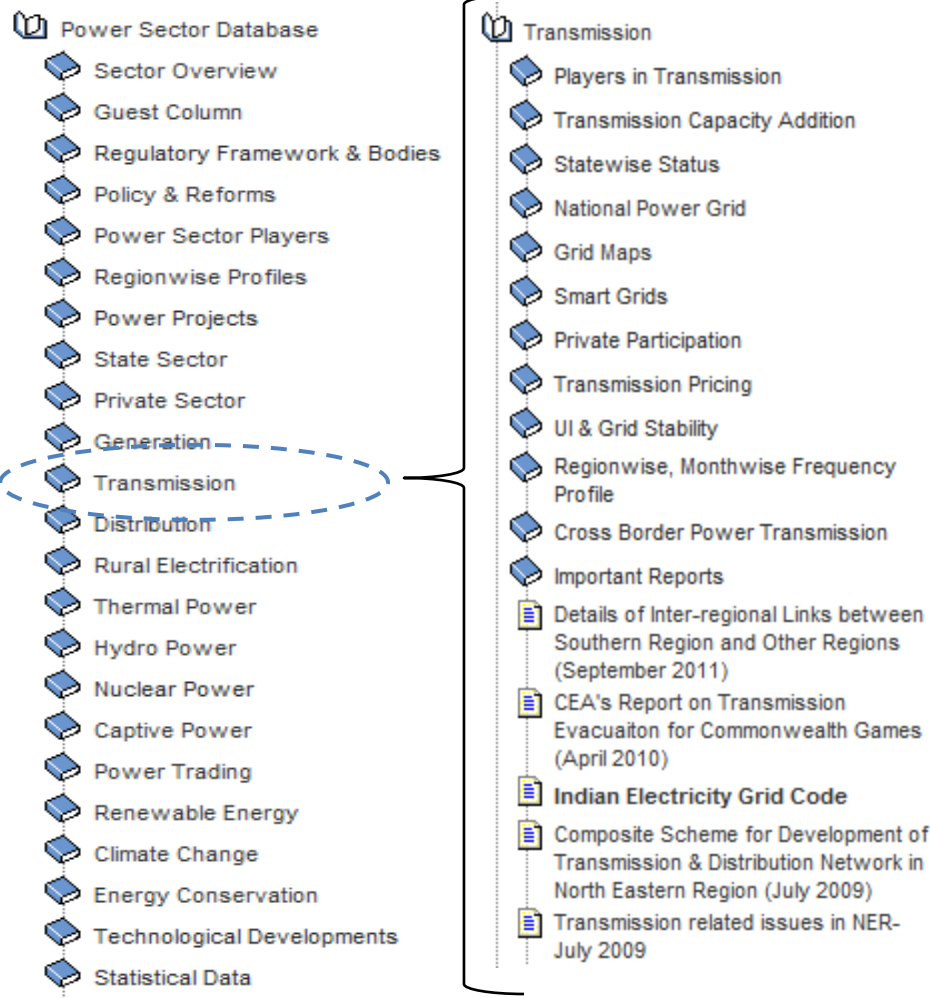 Power Sector Database
Sector Overview
Guest Column
Regulatory Framework & Bodies
Policy & Reforms
Power Sector Players
Regionwise Profiles
Power Projects
State Sector
Private Sector
Generation
Transmission
Distribution
Rural Electrification
Thermal Power
Hydro Power
Nuclear Power
Captive Power
Power Trading
Renewable Energy
Climate Change
Energy Conservation
Technological Developments
Statistical Data
Transmission
Players in Transmission
Transmission Capacity Addition
Statewise Status
National Power Grid
Grid Maps
Smart Grids
Private Participation
Transmission Pricing
UI & Grid Stability
Regionwise, Monthwise Frequency
Profile
Cross Border Power Transmission
Important Reports
Details of Inter-regional Links between
Southern Region and Other Regions
(September 2011)
CEA's Report on Transmission
Evacuaiton for Commonwealth Games
(April 2010)
Indian Electricity Grid Code
Composite Scheme for Development of
Transmission & Distribution Network in
North Eastern Region (July 2009)
Transmission related issues in NER-
July 2009